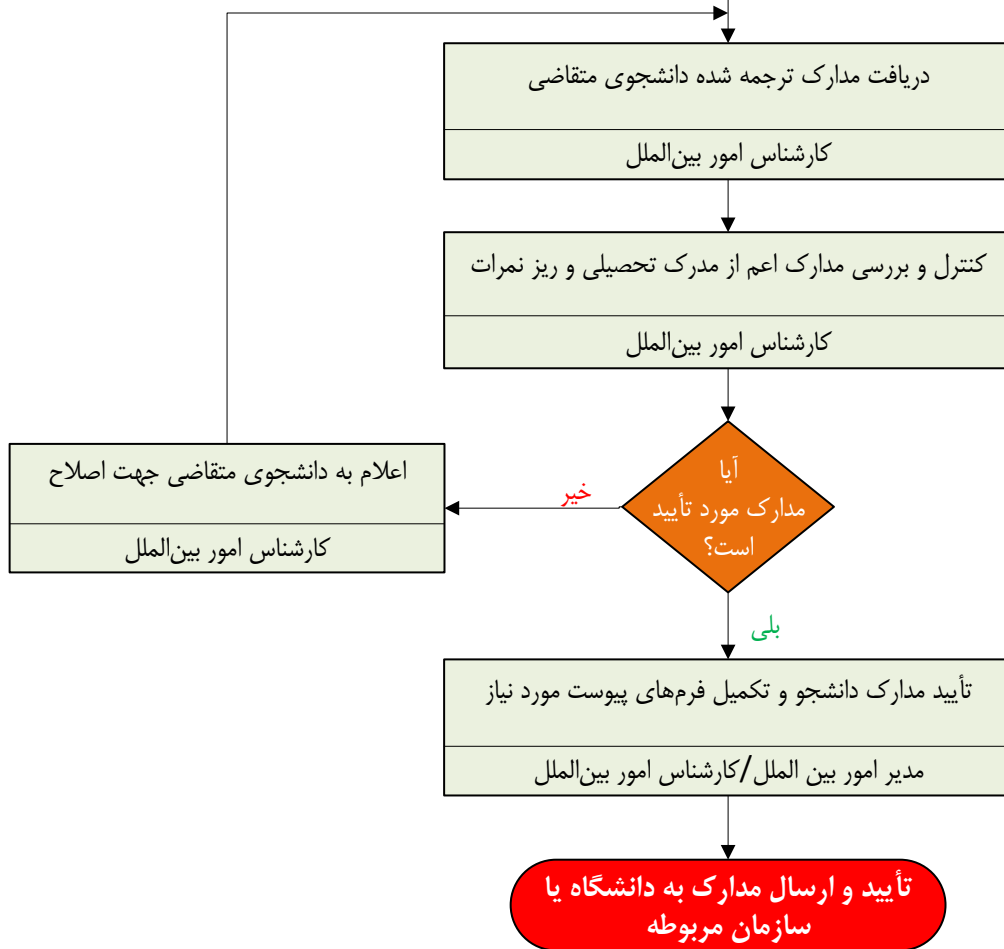 دریافت مدارک ترجمه شده دانشجوی متقاضی
کارشناس امور بین‌الملل
کنترل و بررسی مدارک اعم از مدرک تحصیلی و ریز نمرات
کارشناس امور بین‌الملل
آیا
مدارک مورد تأیید
است؟
خیر
اعلام به دانشجوی متقاضی جهت اصلاح
کارشناس امور بین‌الملل
بلی
تأیید مدارک دانشجو و تکمیل فرم‌های پیوست مورد نیاز
مدیر امور بین الملل/کارشناس امور بین‌الملل
تأیید و ارسال مدارک به دانشگاه یا
سازمان مربوطه